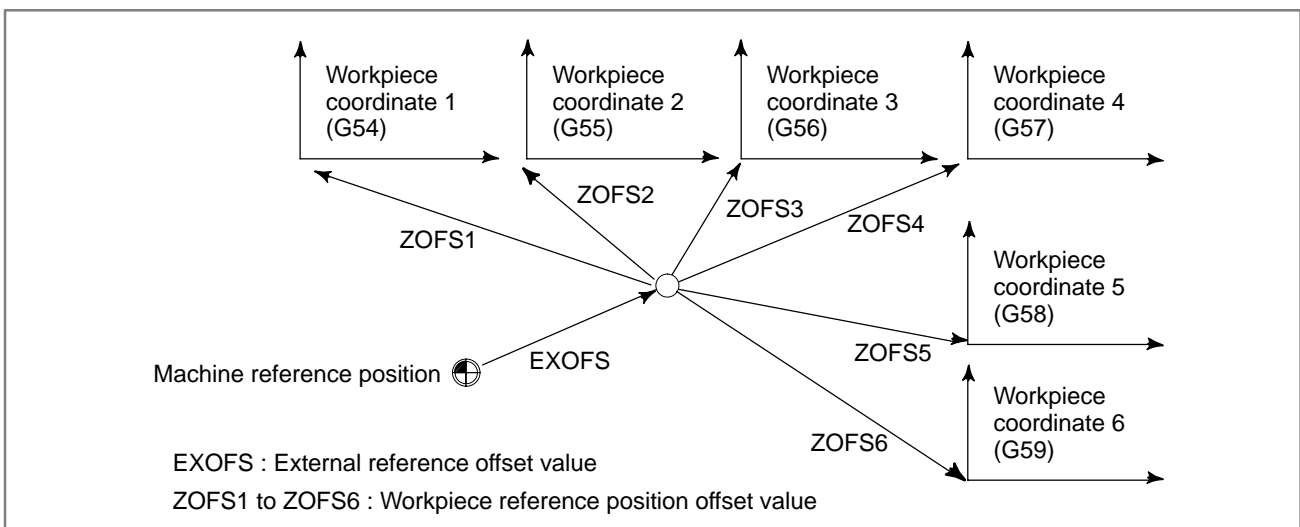 Workpiece
coordinate 1
(G54)
Workpiece
coordinate 2
(G55)
Workpiece
coordinate 3
(G56)
Workpiece
coordinate 4
(G57)
ZOFS1
ZOFS2
ZOFS3
ZOFS4
Workpiece
coordinate 5
(G58)
ZOFS5
EXOFS
Machine reference position
Workpiece
coordinate 6
(G59)
ZOFS6
EXOFS : External reference offset value
ZOFS1 to ZOFS6 : Workpiece reference position offset value